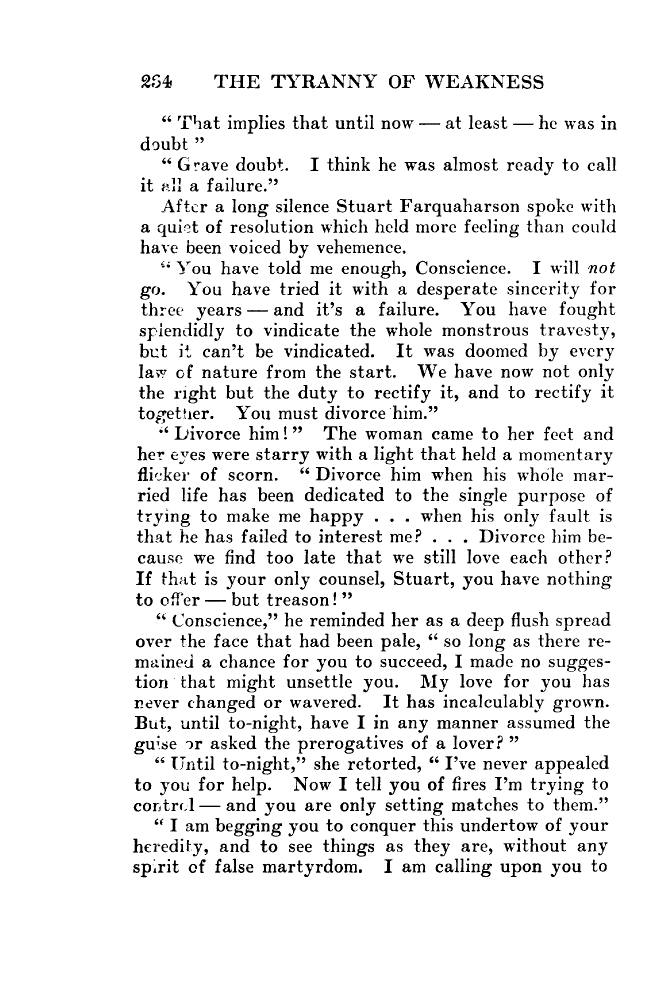 254 THE TYRANNY OF WEAKNESS
“ That implies that until now — at least — he was in
doubt ”
“ Grave doubt. I think he was almost ready to call
it all a failure.”
After a long silence Stuart Farquaharson spoke with
a quiet of resolution which held more feeling than could
have been voiced by vehemence.
“ You have told me enough, Conscience. I will not
go. You have tried it with a desperate sincerity for
three years — and it’s a failure. You have fought
splendidly to vindicate the whole monstrous travesty,
but it can’t be vindicated. It was doomed by every
law of nature from the start. We have now not only
the right but the duty to rectify it, and to rectify it
together. You must divorce him.”
“ Divorce him! ” The woman came to her feet and
her eyes were starry with a light that held a momentary
flicker of scorn. “ Divorce him when his whole mar-
ried life has been dedicated to the single purpose of
trying to make me happy . . . when his only fault is
that he has failed to interest me? . . . Divorce him be-
cause we find too late that we still love each other?
If that is your only counsel, Stuart, you have nothing
to offer — but treason! ”
“ Conscience,” he reminded her as a deep flush spread
over the face that had been pale, “ so long as there re-
mained a chance for you to succeed, I made no sugges-
tion that might unsettle you. My love for you has
never changed or wavered. It has incalculably grown.
But, until to-night, have I in any manner assumed the
guise or asked the prerogatives of a lover? ”
“ Until to-night,” she retorted, “ I’ve never appealed
to you for help. Now I tell you of fires I’m trying to
control — and you are only setting matches to them.”
“ I am begging you to conquer this undertow of your
heredity, and to see things as they are, without any
spirit of false martyrdom. I am calling upon you to